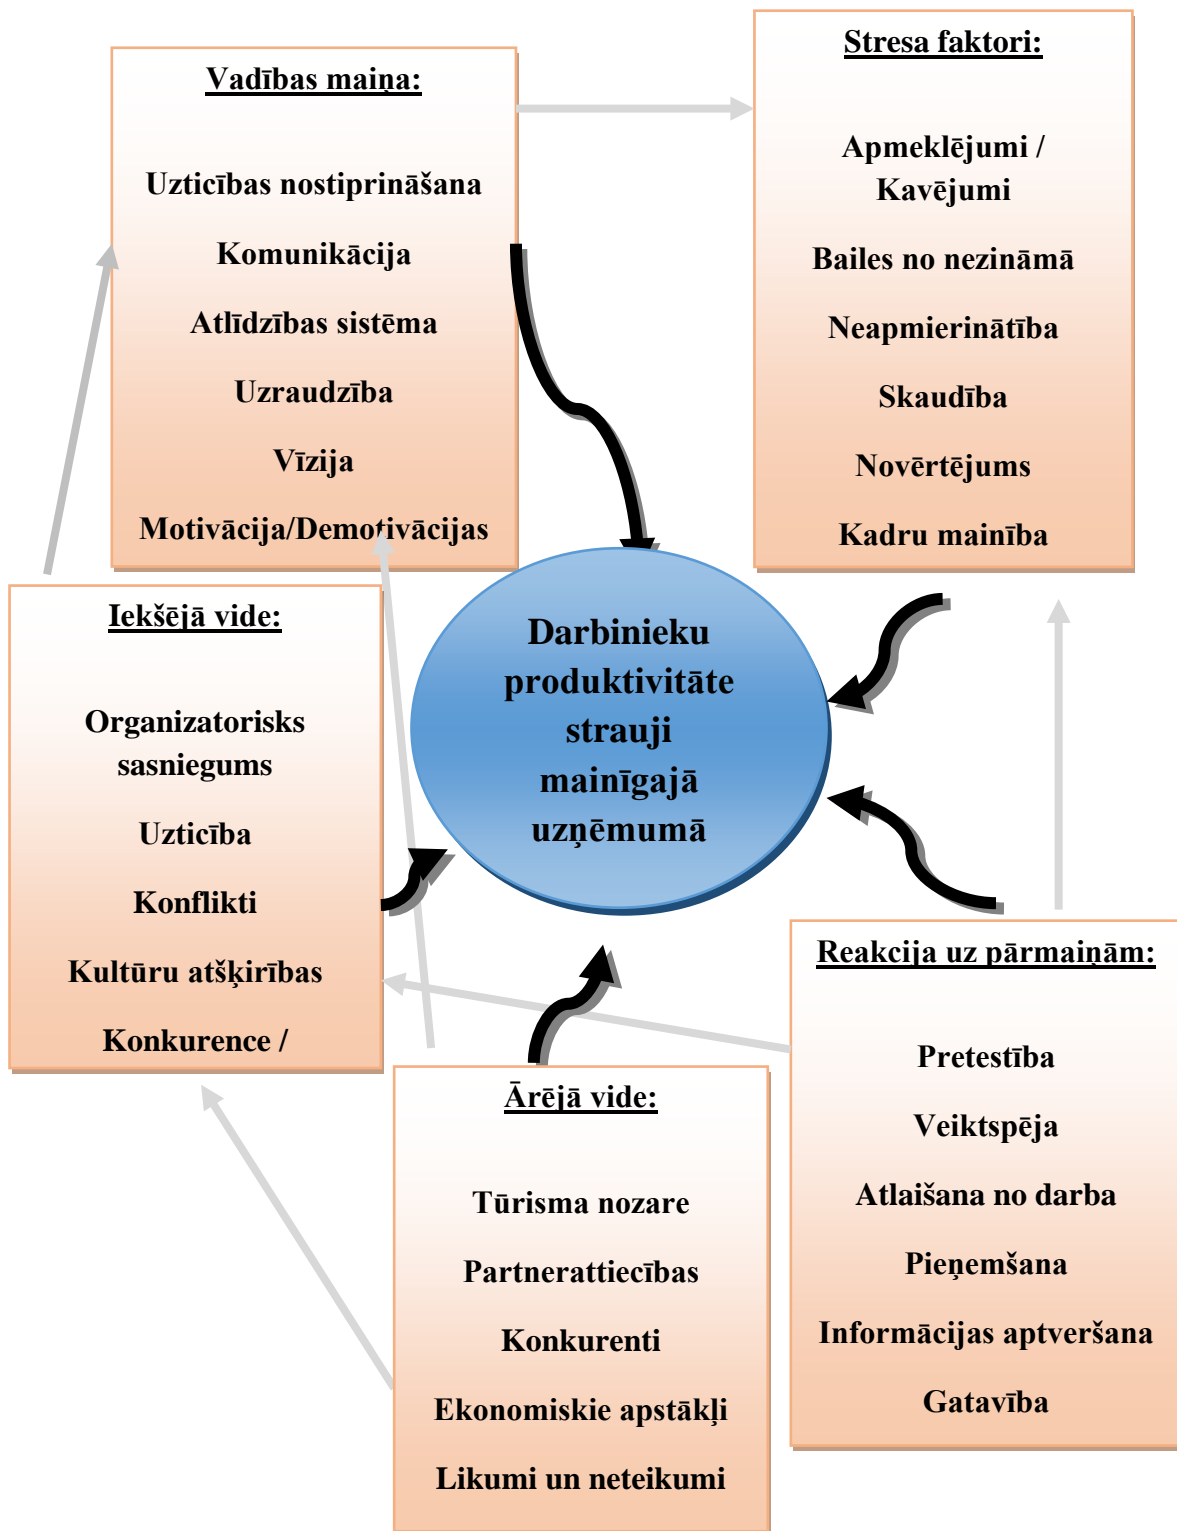 Vadības maiņa:
Uzticības nostiprināšana
Komunikācija
Atlīdzības sistēma
Uzraudzība
Vīzija
Motivācija/Demotivācijas
Stresa faktori:
Apmeklējumi /
Kavējumi
Bailes no nezināmā
Neapmierinātība
Skaudība
Novērtējums
Kadru mainība
Iekšējā vide:
Organizatorisks
sasniegums
Uzticība
Konflikti
Kultūru atšķirības
Konkurence /
Darbinieku
produktivitāte
strauji
mainīgajā
uzņēmumā
Reakcija uz pārmaiņām:
Pretestība
Veiktspēja
Atlaišana no darba
Pieņemšana
Informācijas aptveršana
Gatavība
Ārējā vide:
Tūrisma nozare
Partnerattiecības
Konkurenti
Ekonomiskie apstākļi
Likumi un neteikumi